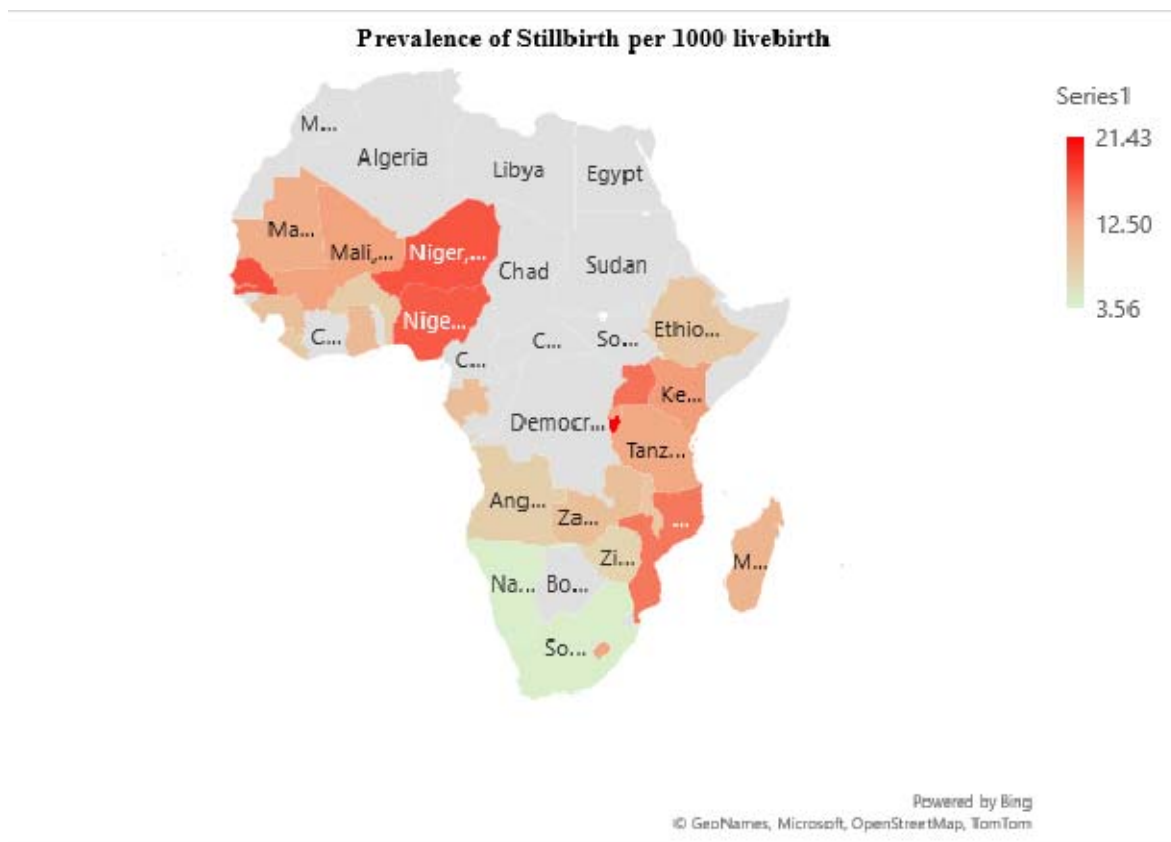 Prevalence of Stillbirth per 1000 livebirth
Series1
21.43
12.50
3.56
M...
Algeria
Libya
Egypt
Ma...
Mali,...
Niger,...
Chad
Sudan
Nige...
C...
C...
C...
So...
Ethio...
Ke...
Democr...
Tanz...
Ang...
Za...
...
Zi...
M...
Na...
Bo...
So...
Powered by Bing
© GeoNames, Microsoft, OpenStreetMap, TomTom